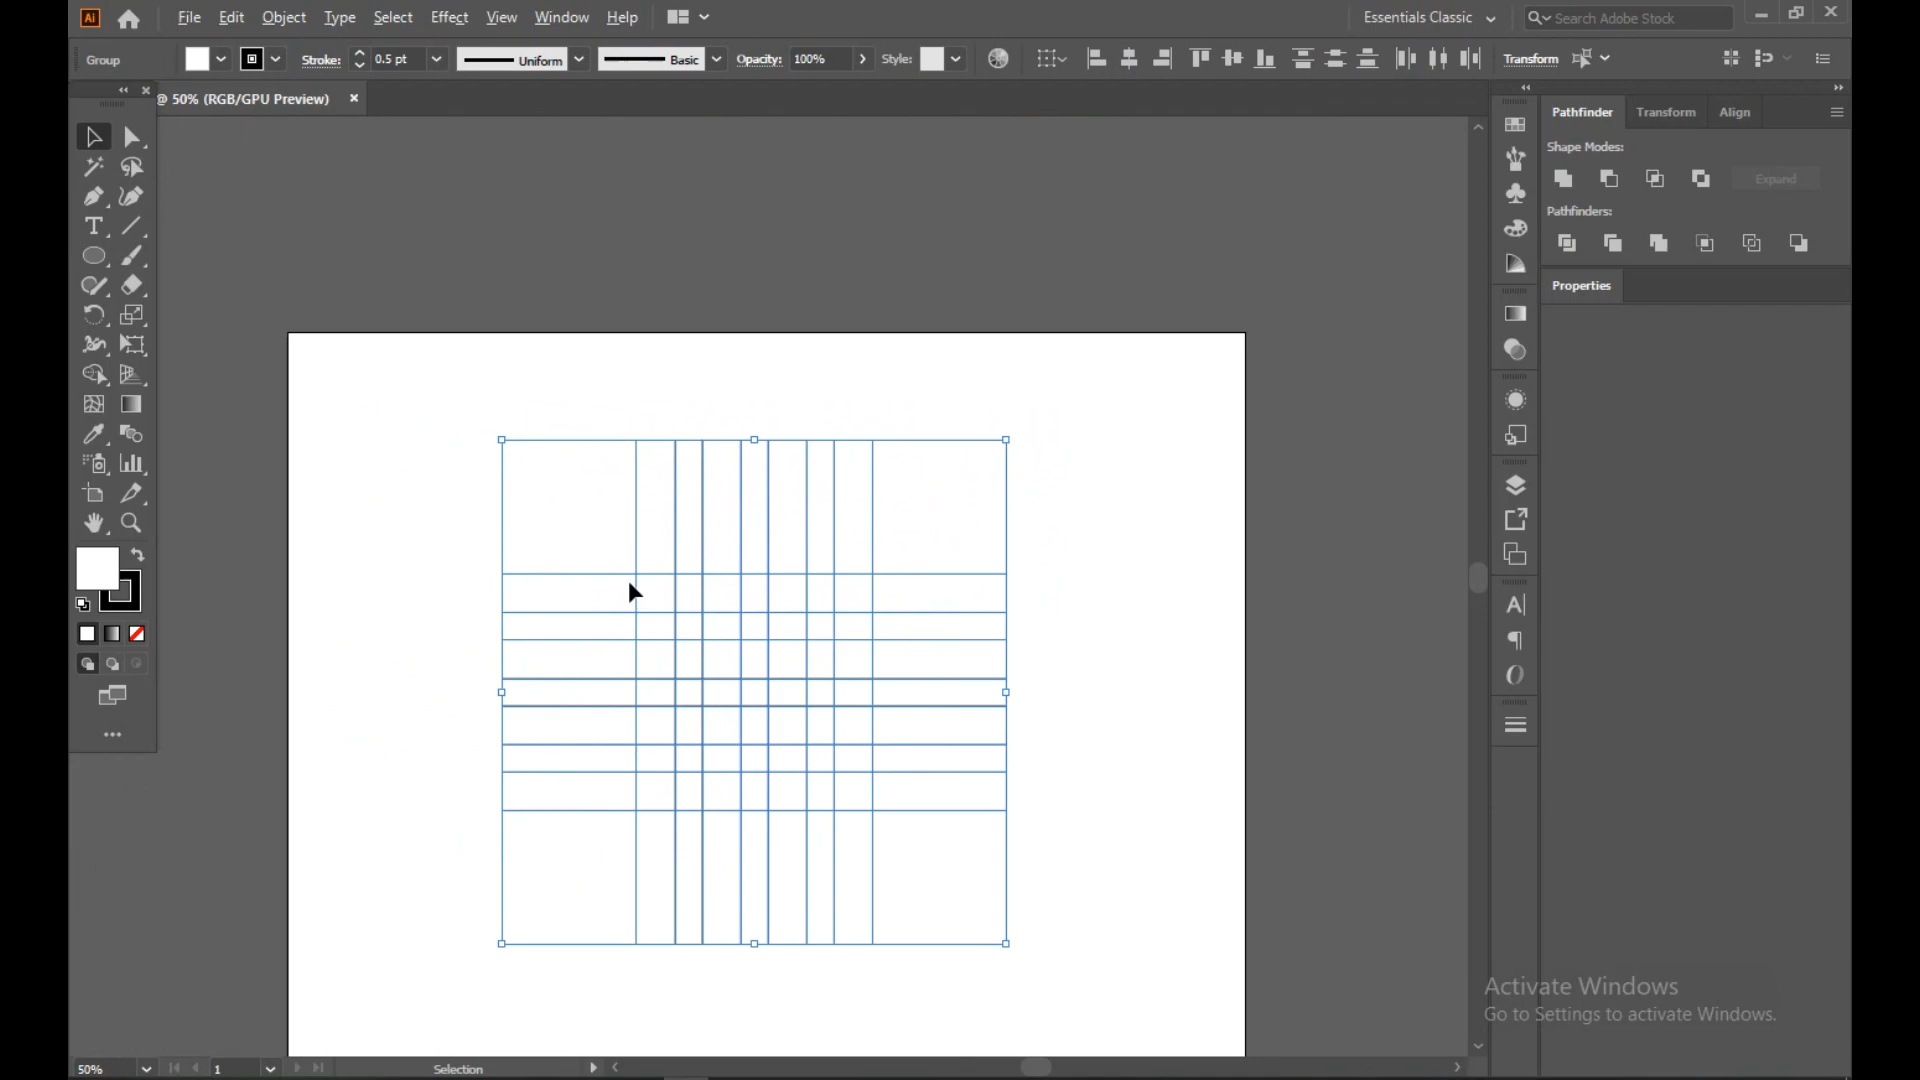 Ai File Edit Object Type Select Effect View Window Help Essentials Classic Search Adobe Stock
Group Stroke: 0.5 pt Uniform Basic Opacity: 100% Style: Transform
@ 50% (RGB/GPU Preview)
Pathfinder Transform Align
Shape Modes:
Expand
Pathfinders:
Properties
Activate Windows
Go to Settings to activate Windows.
50% 1 Selection